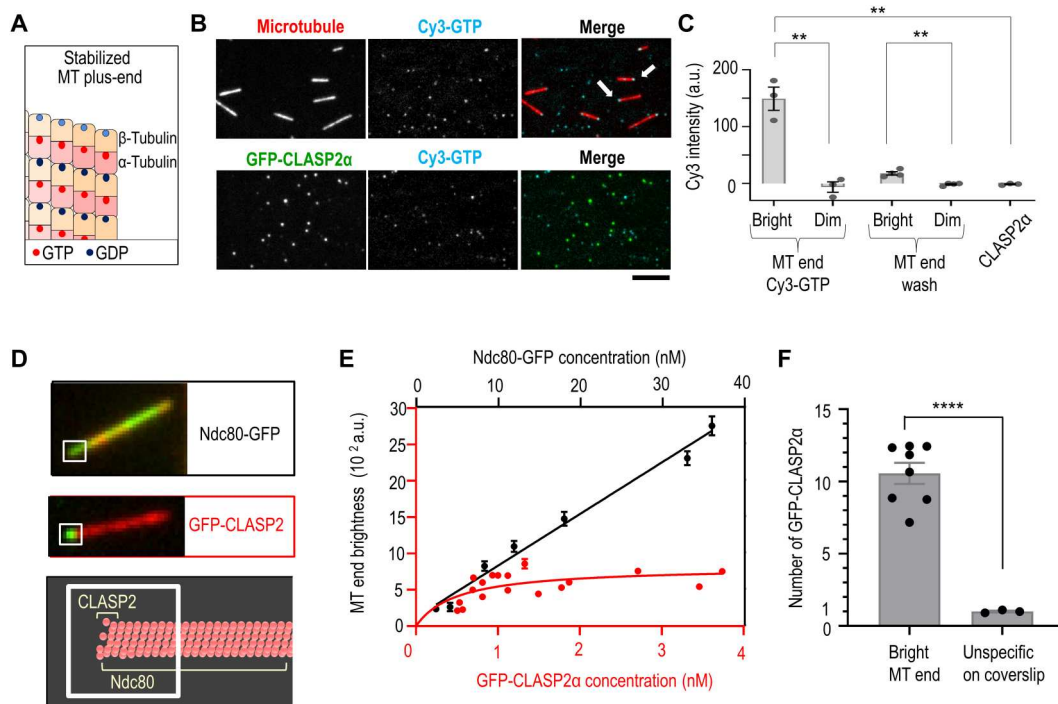 A
Stabilized
MT plus-end
β-Tubulin
α-Tubulin
GTP GDP
B
Microtubule Cy3-GTP Merge
GFP-CLASP2α Cy3-GTP Merge
C
**
** **
Cy3 intensity (a.u.)
200
100
0
Bright Dim Bright Dim CLASP2α
MT end MT end
Cy3-GTP wash
D
Ndc80-GFP
GFP-CLASP2
CLASP2
Ndc80
E
Ndc80-GFP concentration (nM)
0 10 20 30 40
MT end brightness (10² a.u.)
30
25
20
15
10
5
0
0 1 2 3 4
GFP-CLASP2α concentration (nM)
F
****
Number of GFP-CLASP2α
15
10
5
1
0
Bright Unspecific
MT end on coverslip